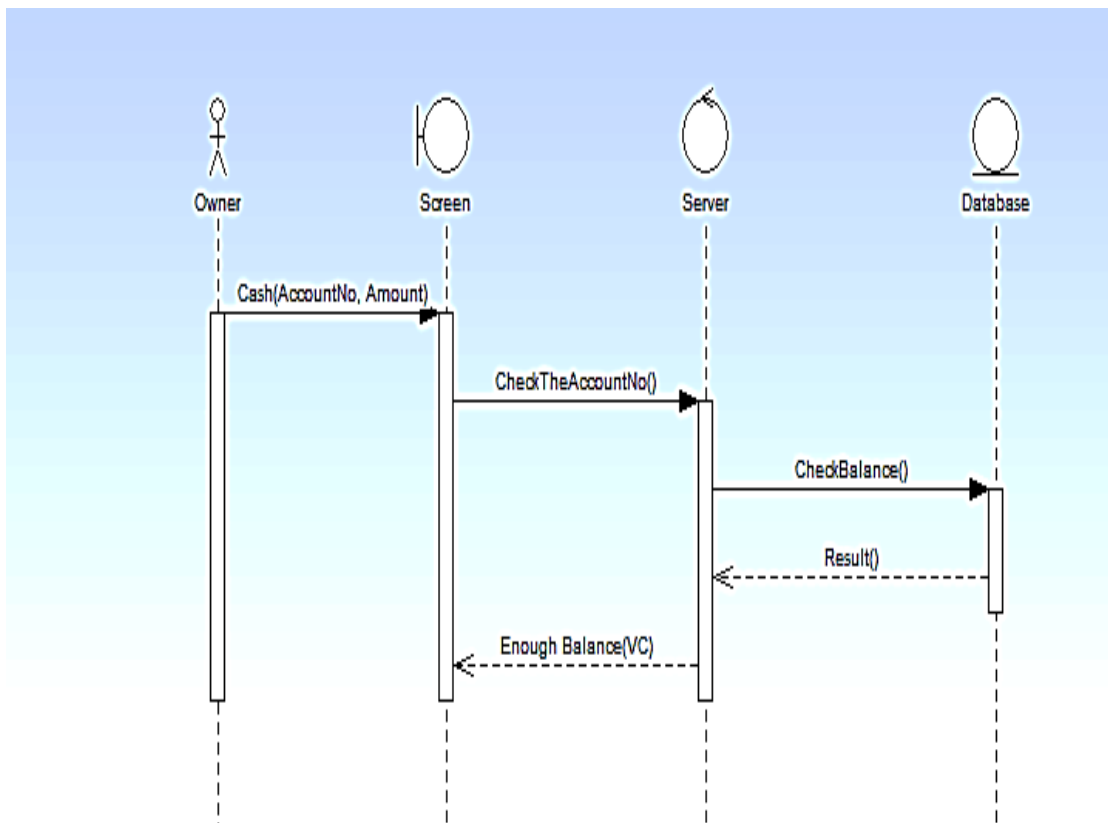 Owner
Screen
Server
Database
Cash(AccountNo, Amount)
CheckTheAccountNo()
CheckBalance()
Result()
Enough Balance(VC)